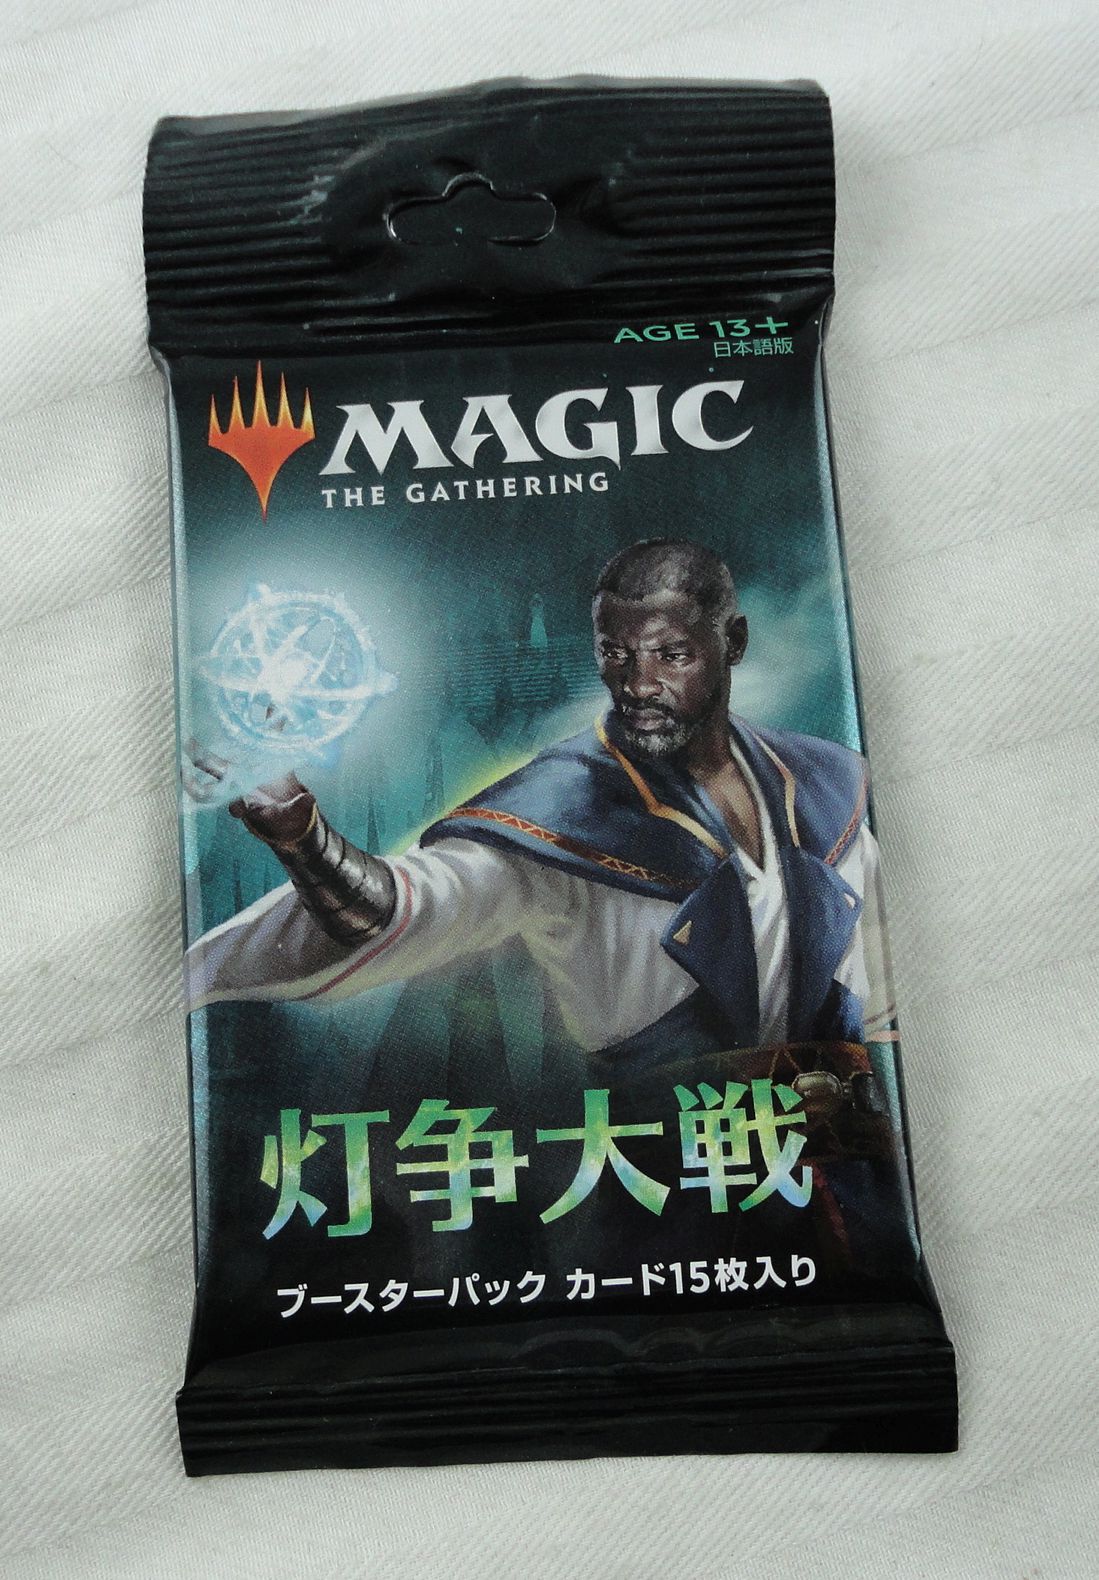 AGE 13+
日本語版
MAGIC
THE GATHERING
灯争大戦
ブースターパック カード15枚入り